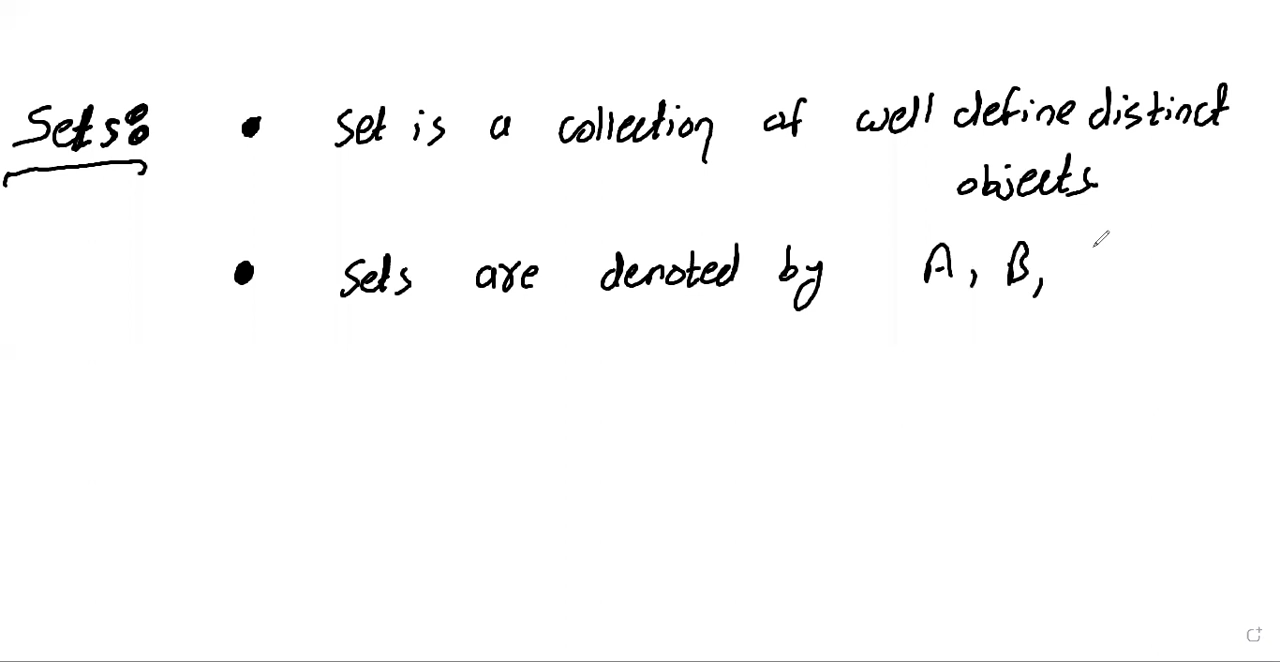 Sets: • Set is a collection of well define distinct
objects
• Sets are denoted by A, B,